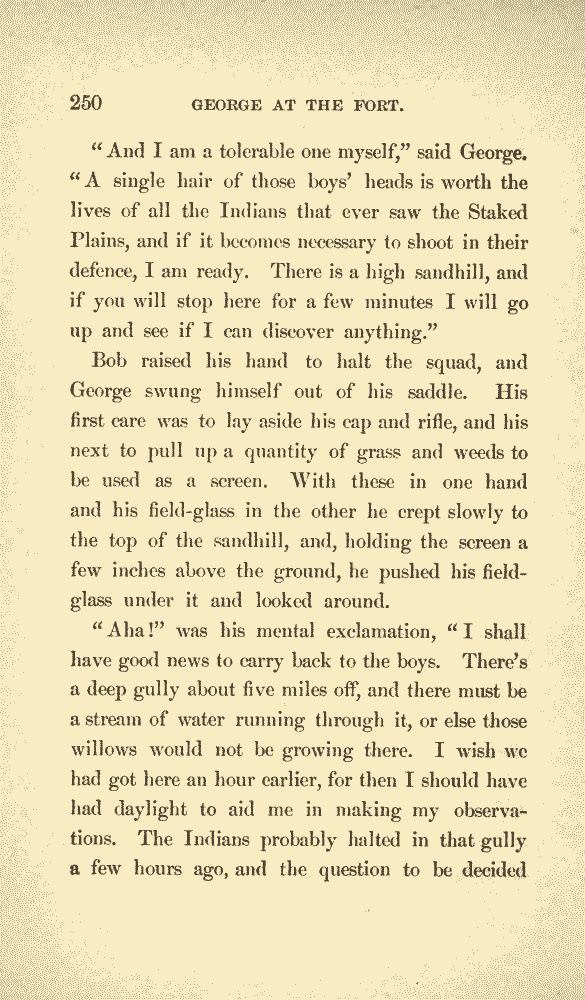 250 GEORGE AT THE FORT.
“And I am a tolerable one myself,” said George.
“A single hair of those boys’ heads is worth the
lives of all the Indians that ever saw the Staked
Plains, and if it becomes necessary to shoot in their
defence, I am ready. There is a high sandhill, and
if you will stop here for a few minutes I will go
up and see if I can discover anything.”
Bob raised his hand to halt the squad, and
George swung himself out of his saddle. His
first care was to lay aside his cap and rifle, and his
next to pull up a quantity of grass and weeds to
be used as a screen. With these in one hand
and his field-glass in the other he crept slowly to
the top of the sandhill, and, holding the screen a
few inches above the ground, he pushed his field-
glass under it and looked around.
“Aha!” was his mental exclamation, “I shall
have good news to carry back to the boys. There’s
a deep gully about five miles off, and there must be
a stream of water running through it, or else those
willows would not be growing there. I wish we
had got here an hour earlier, for then I should have
had daylight to aid me in making my observa-
tions. The Indians probably halted in that gully
a few hours ago, and the question to be decided